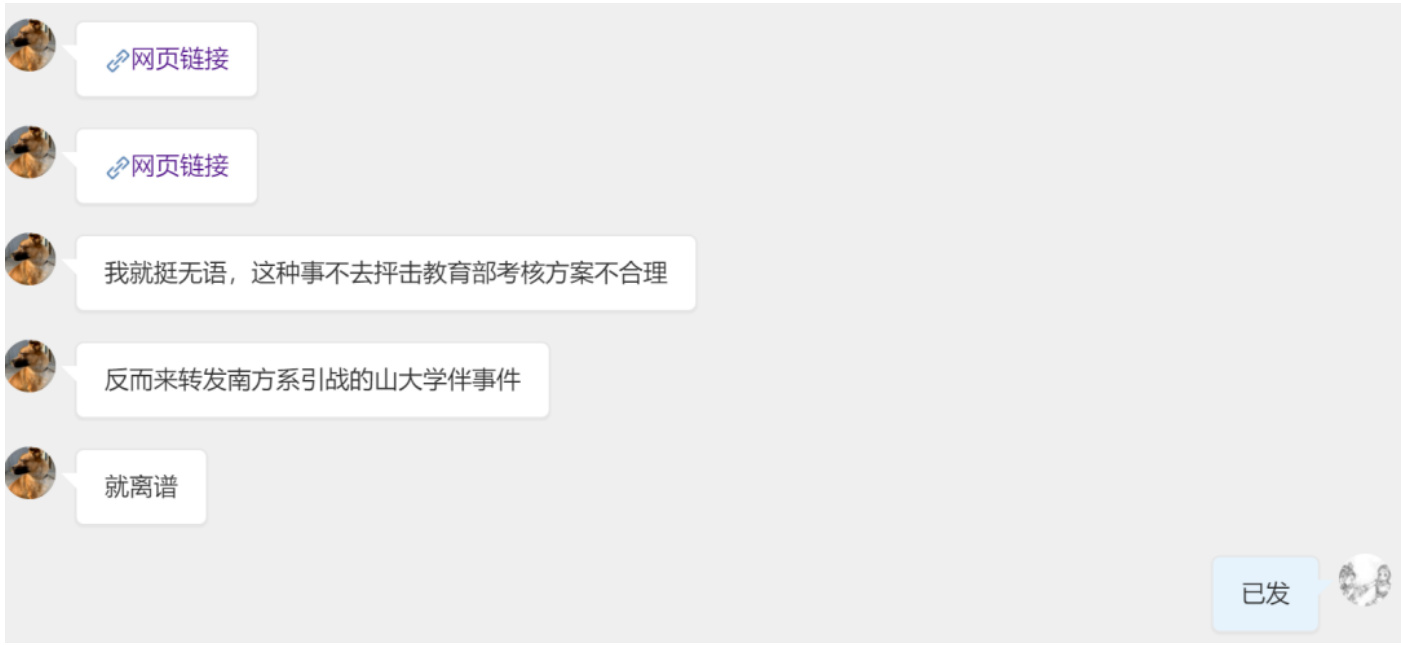 网页链接
网页链接
我就挺无语，这种事不去抨击教育部考核方案不合理
反而来转发南方系引战的山大学伴事件
就离谱
已发